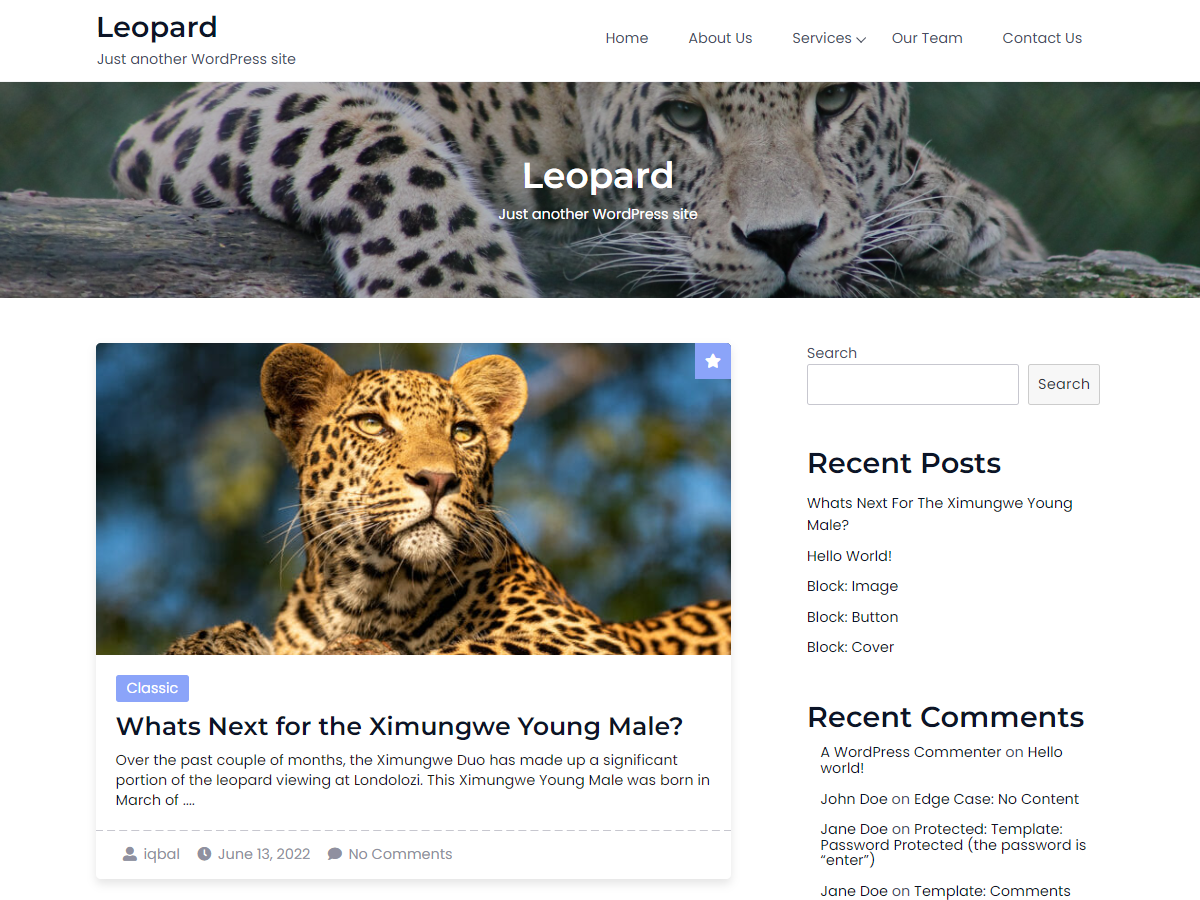 Leopard
Just another WordPress site
Home About Us Services Our Team Contact Us
Leopard
Just another WordPress site
Classic
Whats Next for the Ximungwe Young Male?
Over the past couple of months, the Ximungwe Duo has made up a significant
portion of the leopard viewing at Londolozi. This Ximungwe Young Male was born in
March of ....
iqbal June 13, 2022 No Comments
Search
Search
Recent Posts
Whats Next For The Ximungwe Young
Male?
Hello World!
Block: Image
Block: Button
Block: Cover
Recent Comments
A WordPress Commenter on Hello
world!
John Doe on Edge Case: No Content
Jane Doe on Protected: Template:
Password Protected (the password is
“enter”)
Jane Doe on Template: Comments